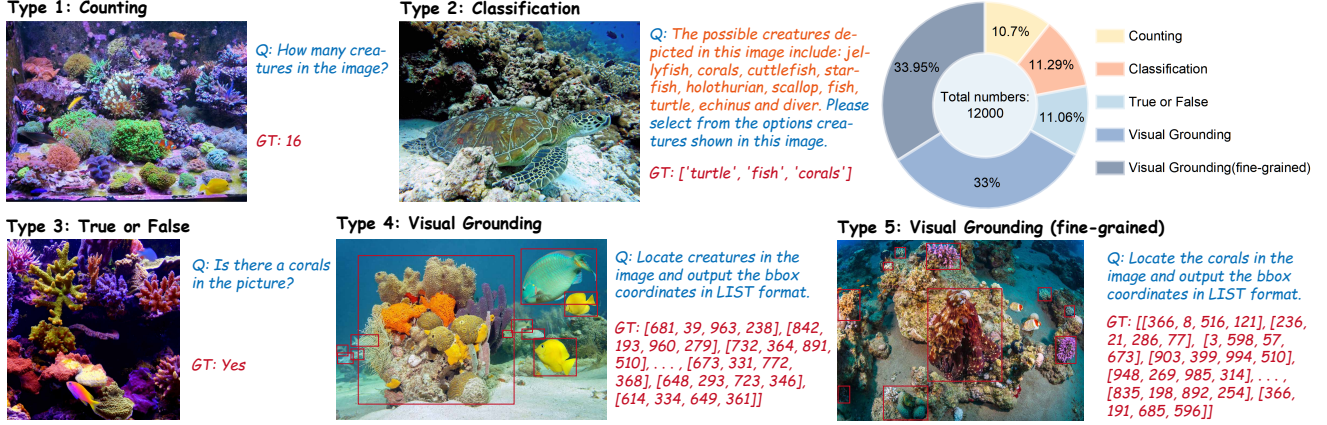 Type 1: Counting
Q: How many crea-
tures in the image?
GT: 16
Type 2: Classification
Q: The possible creatures de-
picted in this image include: jel-
lyfish, corals, cuttlefish, star-
fish, holothurian, scallop, fish,
turtle, echinus and diver. Please
select from the options crea-
tures shown in this image.
GT: ['turtle', 'fish', 'corals']
10.7%
11.29%
11.06%
33%
33.95%
Total numbers:
12000
Counting
Classification
True or False
Visual Grounding
Visual Grounding(fine-grained)
Type 3: True or False
Q: Is there a corals
in the picture?
GT: Yes
Type 4: Visual Grounding
Q: Locate creatures in the
image and output the bbox
coordinates in LIST format.
GT: [681, 39, 963, 238], [842,
193, 960, 279], [732, 364, 891,
510], . . . , [673, 331, 772,
368], [648, 293, 723, 346],
[614, 334, 649, 361]]
Type 5: Visual Grounding (fine-grained)
Q: Locate the corals in the
image and output the bbox
coordinates in LIST format.
GT: [[366, 8, 516, 121], [236,
21, 286, 77], [3, 598, 57,
673], [903, 399, 994, 510],
[948, 269, 985, 314], . . . ,
[835, 198, 892, 254], [366,
191, 685, 596]]